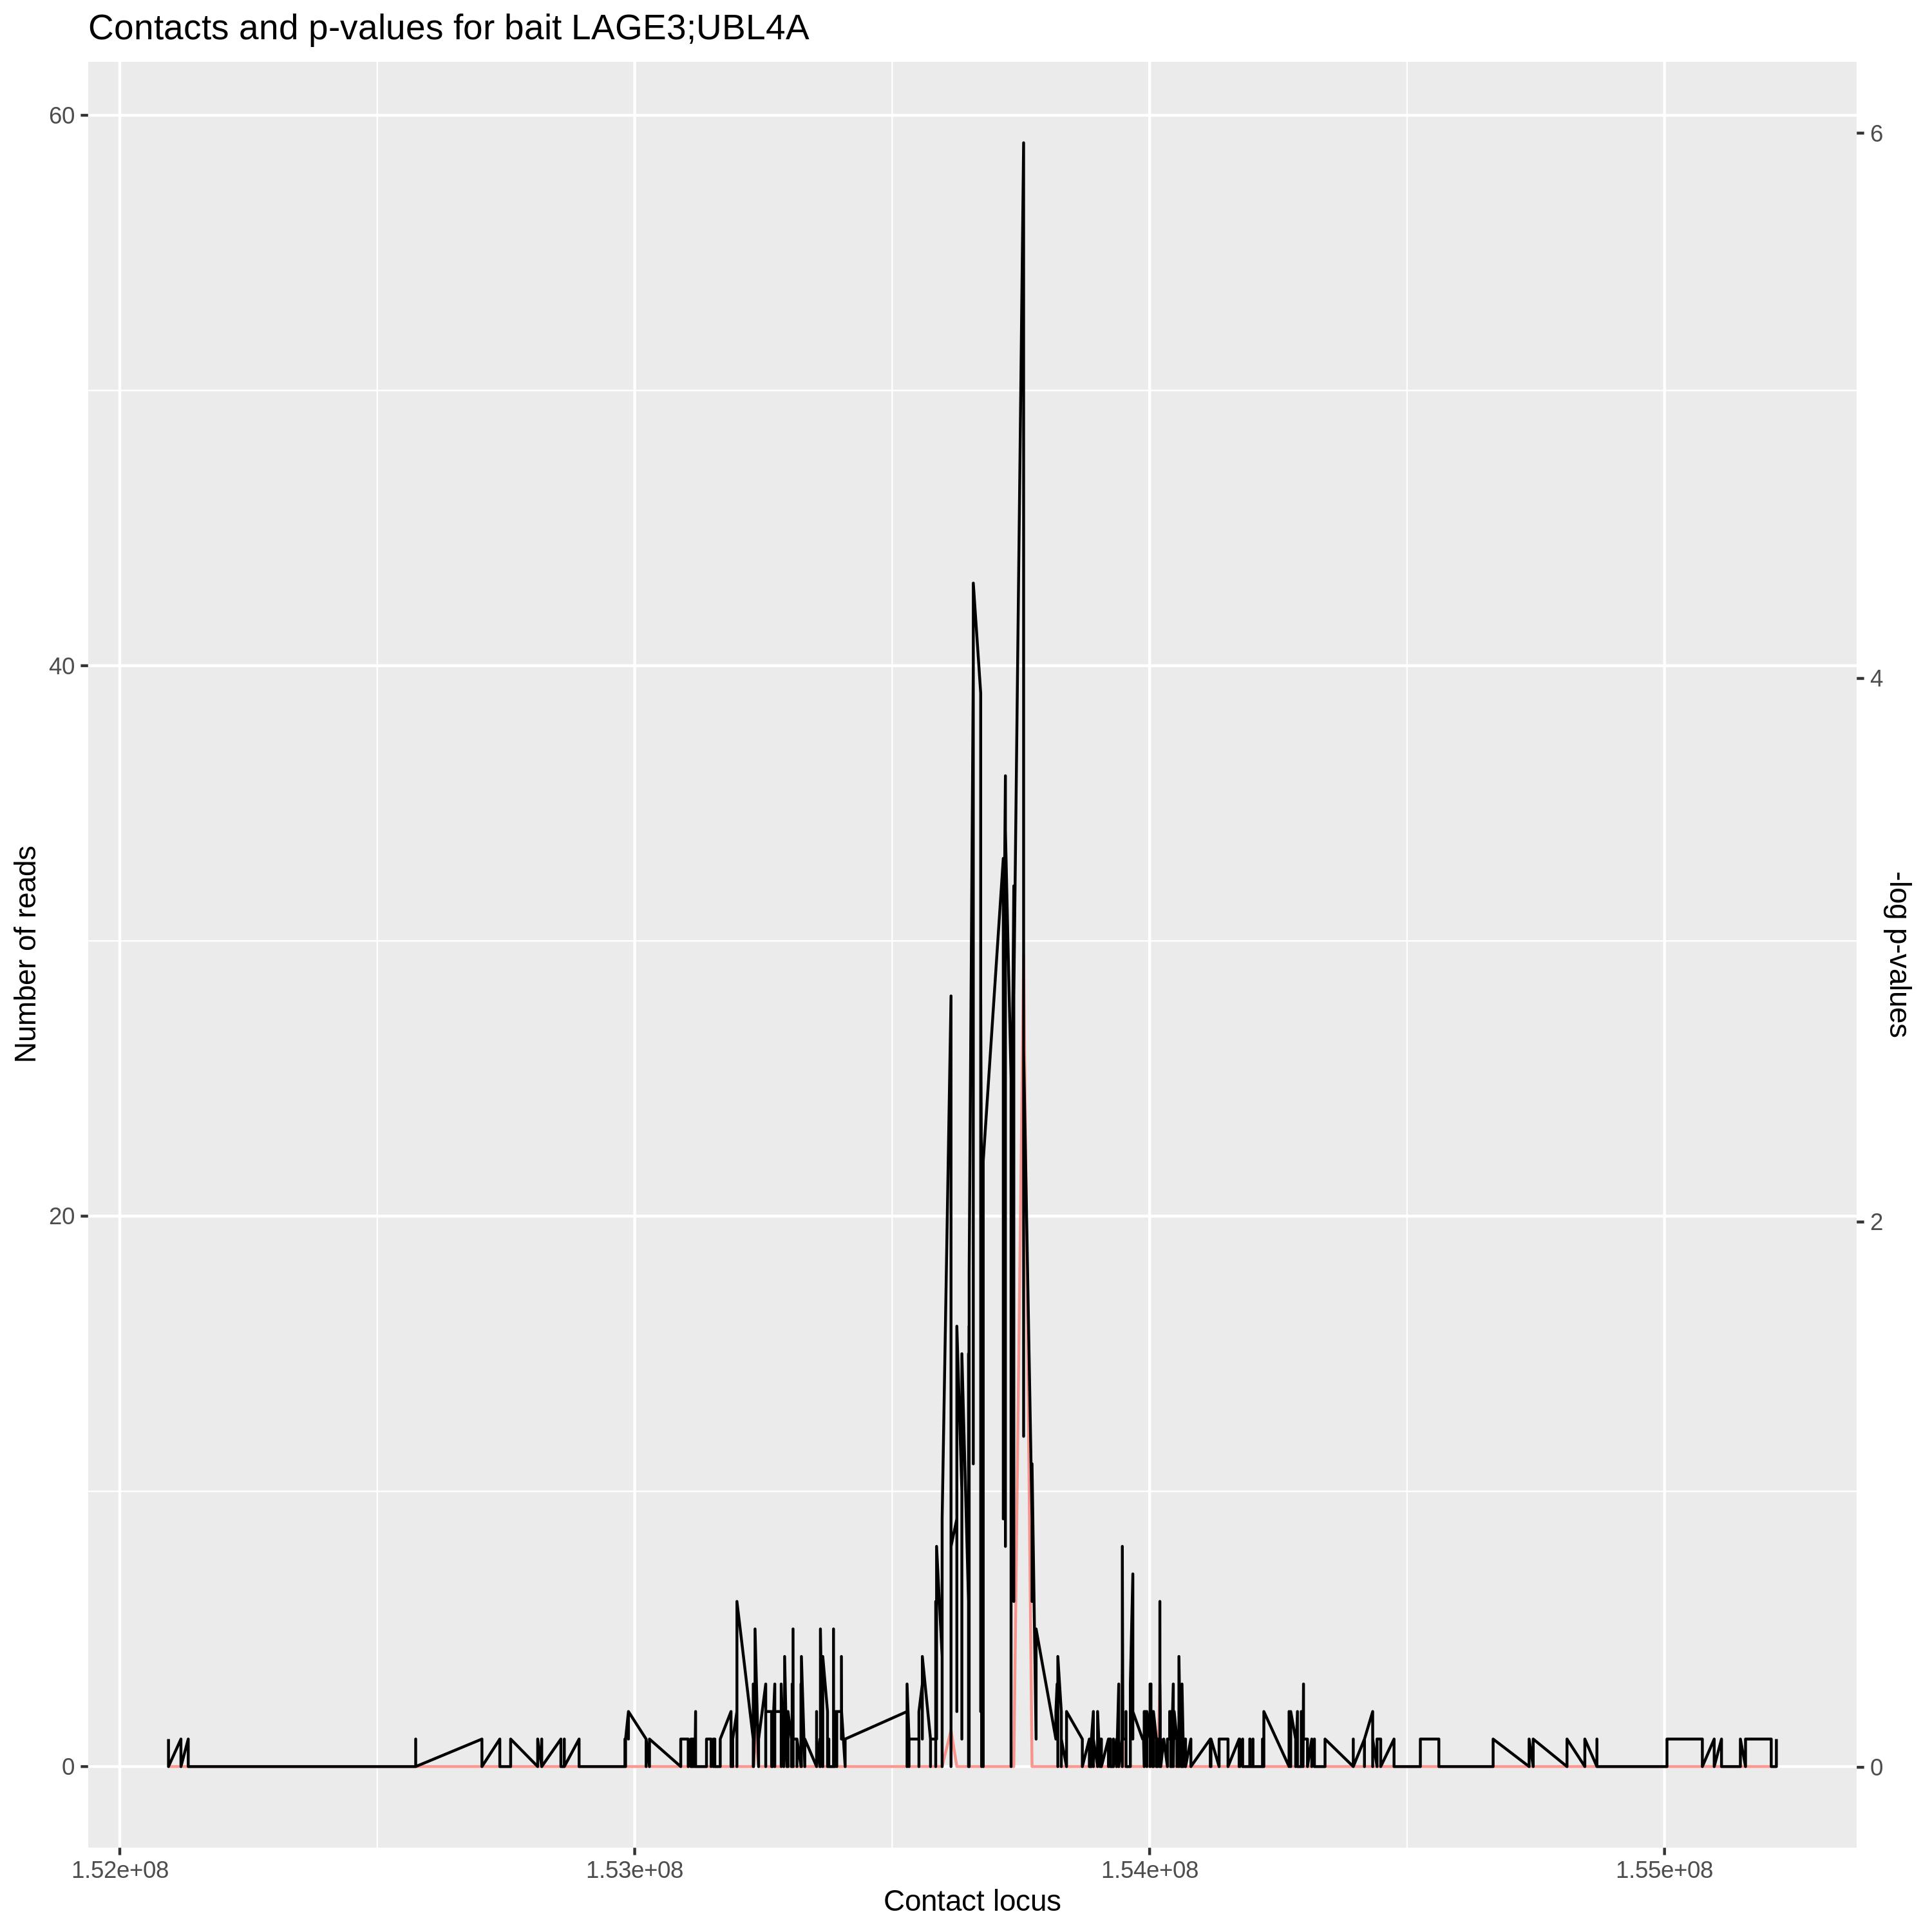 Contacts and p-values for bait LAGE3;UBL4A
60
40
20
0
Number of reads
6
4
2
0
-log p-values
1.52e+08
1.53e+08
1.54e+08
1.55e+08
Contact locus